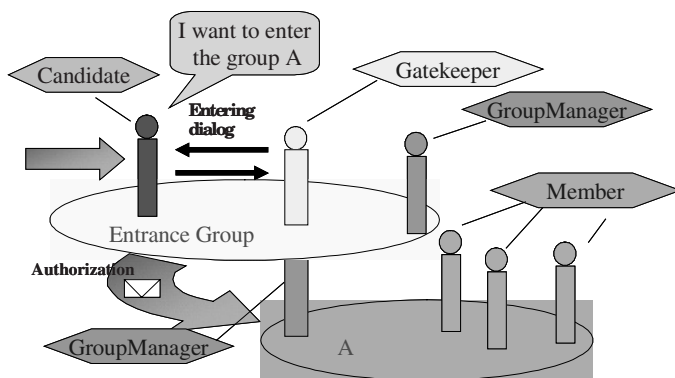 I want to enter
the group A
Candidate
Gatekeeper
Entering
dialog
GroupManager
Member
Entrance Group
Authorization
GroupManager
A